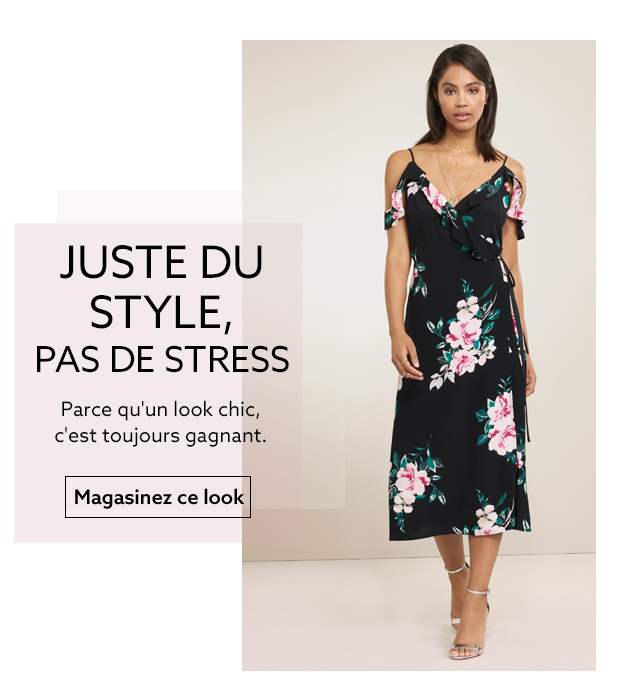 JUSTE DU
STYLE,
PAS DE STRESS
Parce qu'un look chic,
c'est toujours gagnant.
Magasinez ce look